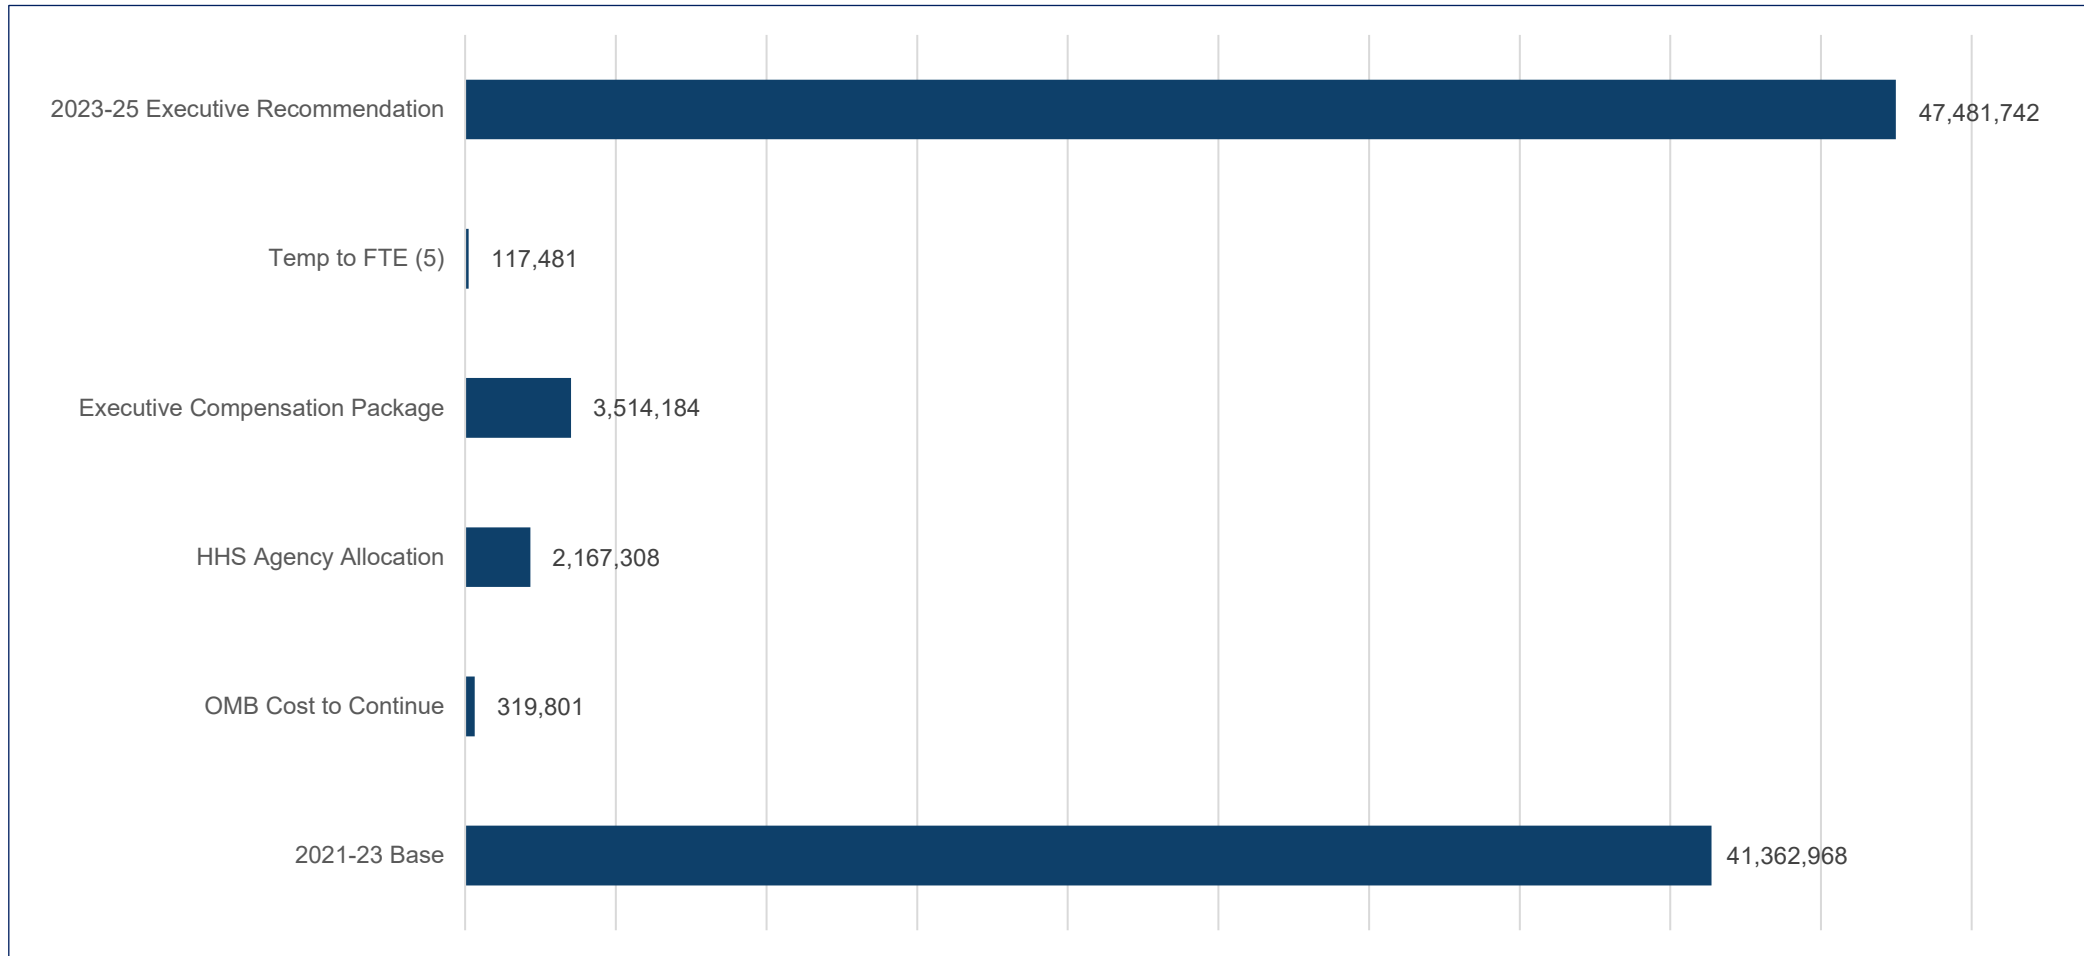 2023-25 Executive Recommendation 47,481,742
Temp to FTE (5) 117,481
Executive Compensation Package 3,514,184
HHS Agency Allocation 2,167,308
OMB Cost to Continue 319,801
2021-23 Base 41,362,968